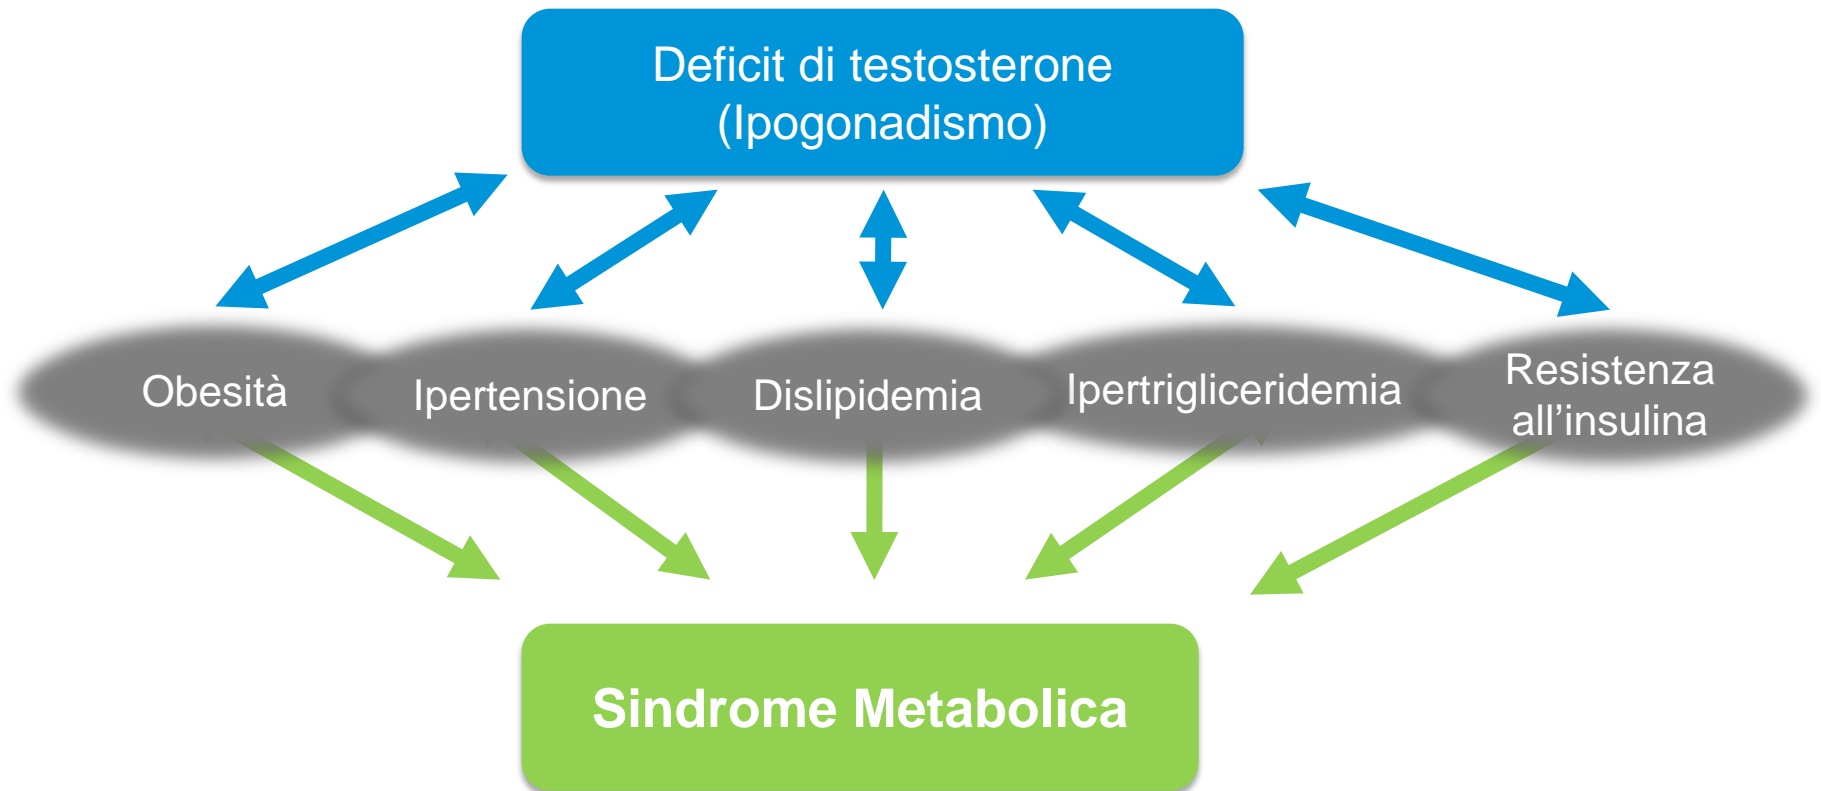 Deficit di testosterone
(Ipogonadismo)
Obesità
Ipertensione
Dislipidemia
Ipertrigliceridemia
Resistenza
all’insulina
Sindrome Metabolica